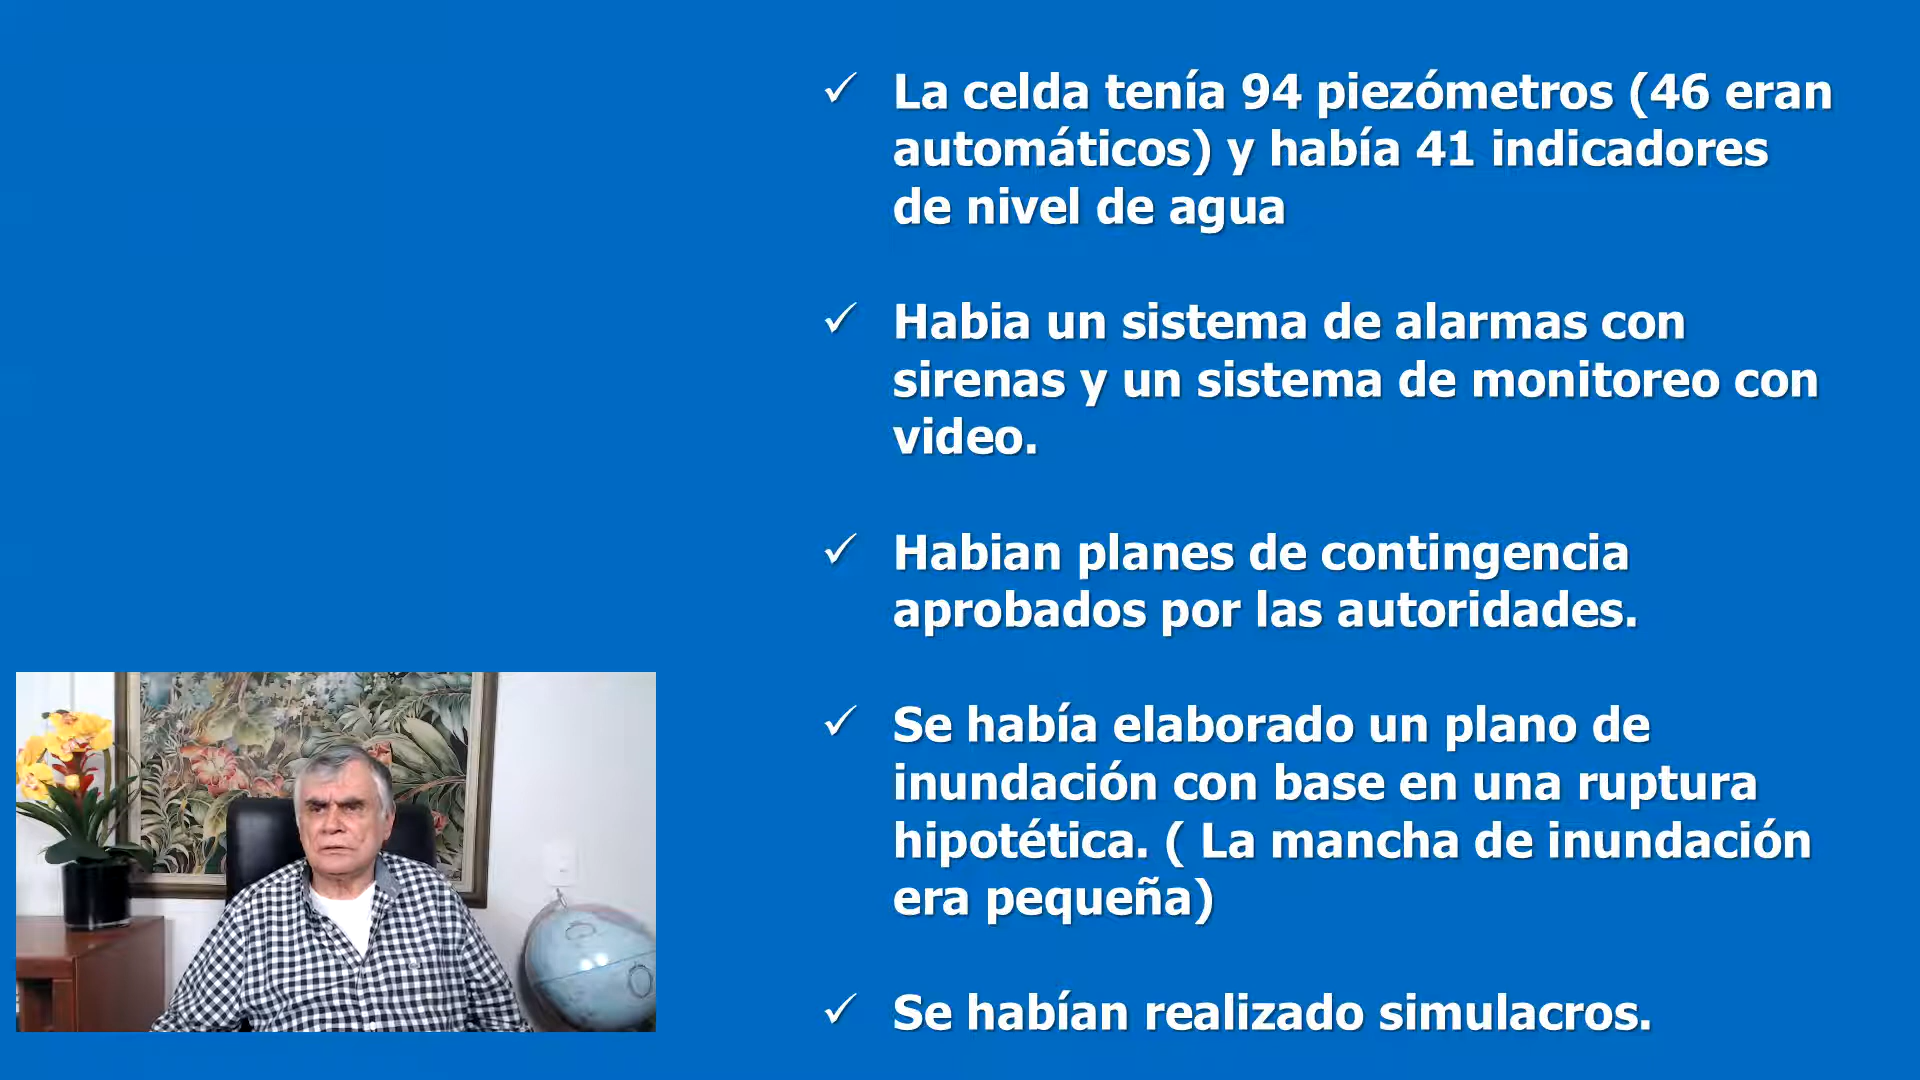 ✓ La celda tenía 94 piezómetros (46 eran
automáticos) y había 41 indicadores
de nivel de agua
✓ Habia un sistema de alarmas con
sirenas y un sistema de monitoreo con
video.
✓ Habian planes de contingencia
aprobados por las autoridades.
✓ Se había elaborado un plano de
inundación con base en una ruptura
hipotética. ( La mancha de inundación
era pequeña)
✓ Se habían realizado simulacros.